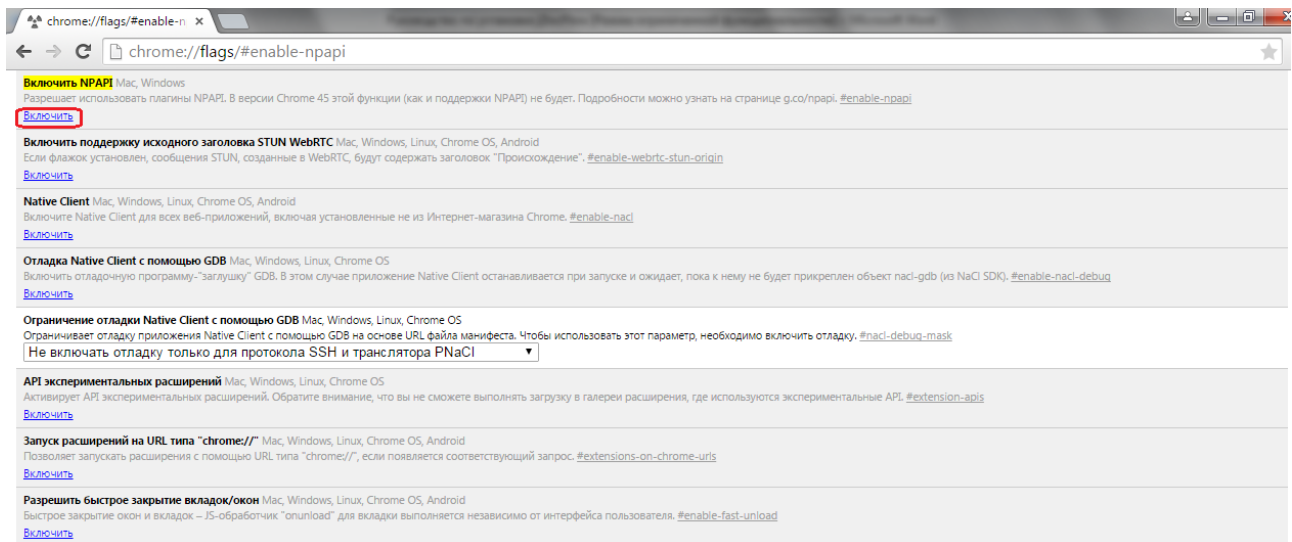 chrome://flags/#enable-n
chrome://flags/#enable-npapi
Включить NPAPI Mac, Windows
Разрешает использовать плагины NPAPI. В версии Chrome 45 этой функции (как и поддержки NPAPI) не будет. Подробности можно узнать на странице g.co/npapi. #enable-npapi
Включить
Включить поддержку исходного заголовка STUN WebRTC Mac, Windows, Linux, Chrome OS, Android
Если флажок установлен, сообщения STUN, созданные в WebRTC, будут содержать заголовок "Происхождение". #enable-webrtc-stun-origin
Включить
Native Client Mac, Windows, Linux, Chrome OS, Android
Включите Native Client для всех веб-приложений, включая установленные не из Интернет-магазина Chrome. #enable-nacl
Включить
Отладка Native Client с помощью GDB Mac, Windows, Linux, Chrome OS
Включить отладочную программу-"заглушку" GDB. В этом случае приложение Native Client останавливается при запуске и ожидает, пока к нему не будет прикреплен объект nacl-gdb (из NaCl SDK). #enable-nacl-debug
Включить
Ограничение отладки Native Client с помощью GDB Mac, Windows, Linux, Chrome OS
Ограничивает отладку приложения Native Client с помощью GDB на основе URL файла манифеста. Чтобы использовать этот параметр, необходимо включить отладку. #nacl-debug-mask
Не включать отладку только для протокола SSH и транслятора PNaCl
API экспериментальных расширений Mac, Windows, Linux, Chrome OS
Активирует API экспериментальных расширений. Обратите внимание, что вы не сможете выполнять загрузку в галереи расширения, где используются экспериментальные API. #extension-apis
Включить
Запуск расширений на URL типа "chrome://" Mac, Windows, Linux, Chrome OS, Android
Позволяет запускать расширения с помощью URL типа "chrome://", если появляется соответствующий запрос. #extensions-on-chrome-urls
Включить
Разрешить быстрое закрытие вкладок/окон Mac, Windows, Linux, Chrome OS, Android
Быстрое закрытие окон и вкладок – JS-обработчик "onunload" для вкладки выполняется независимо от интерфейса пользователя. #enable-fast-unload
Включить